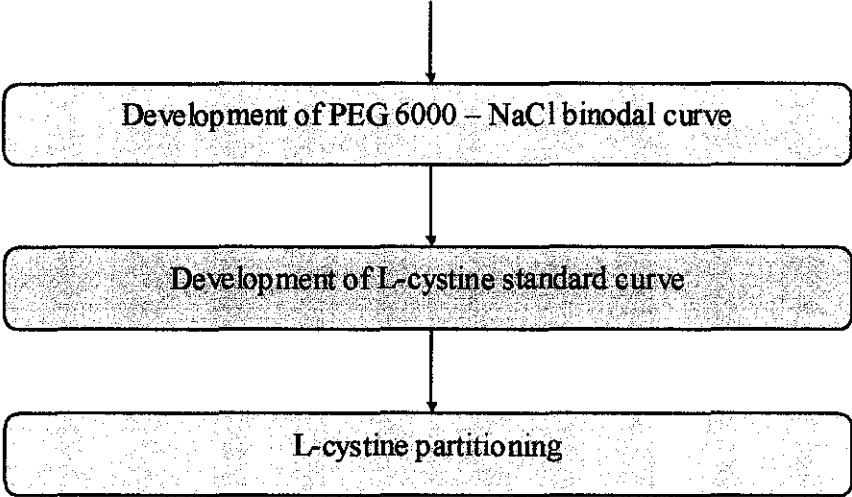 Development of PEG 6000 – NaCl binodal curve
Development of L-cystine standard curve
L-cystine partitioning